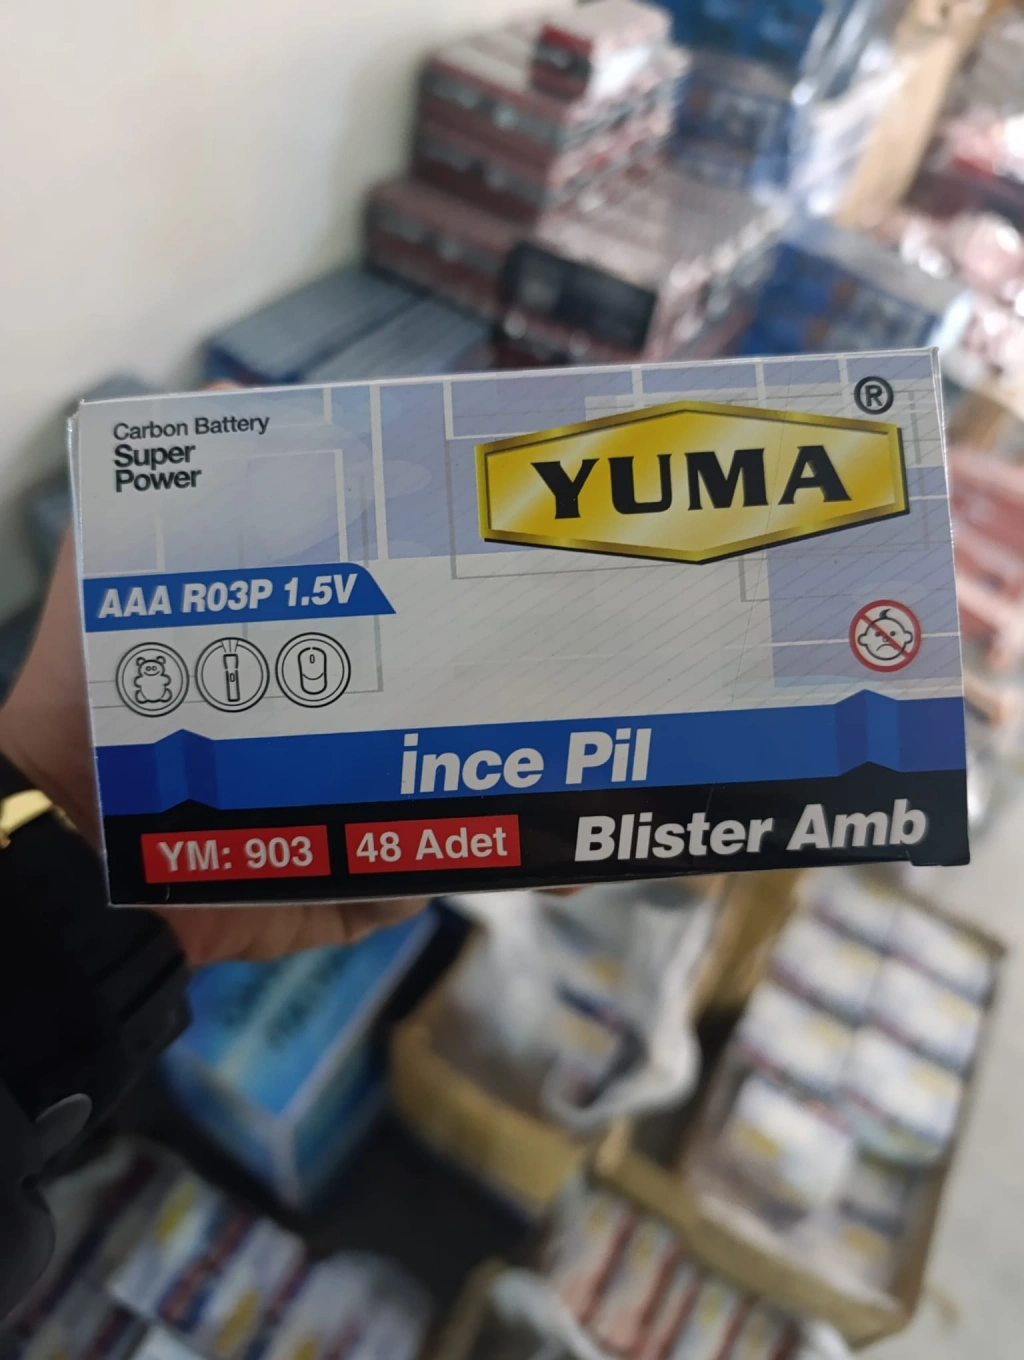 Carbon Battery
Super
Power
YUMA®
AAA R03P 1.5V
ince Pil
YM: 903
48 Adet
Blister Amb